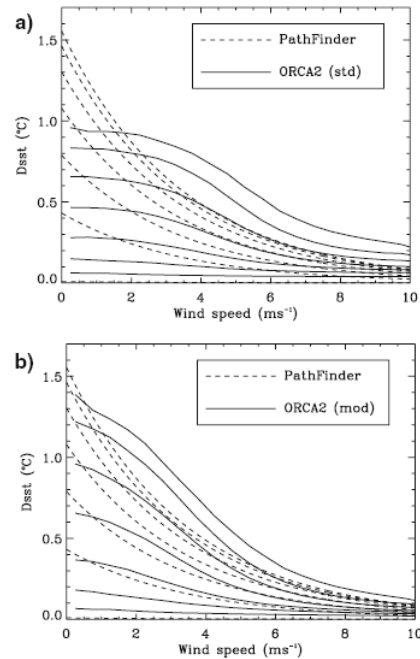 a)
1.5
1.0
0.5
0.0
Dsst (°C)
PathFinder
ORCA2 (std)
0 2 4 6 8 10
Wind speed (ms⁻¹)
b)
1.5
1.0
0.5
0.0
Dsst (°C)
PathFinder
ORCA2 (mod)
0 2 4 6 8 10
Wind speed (ms⁻¹)